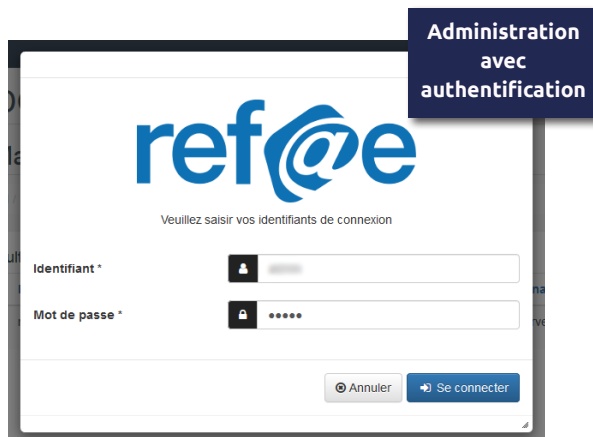 Administration
avec
authentification
ref@e
Veuillez saisir vos identifiants de connexion
Identifiant *
Mot de passe *
•••••
Annuler
Se connecter